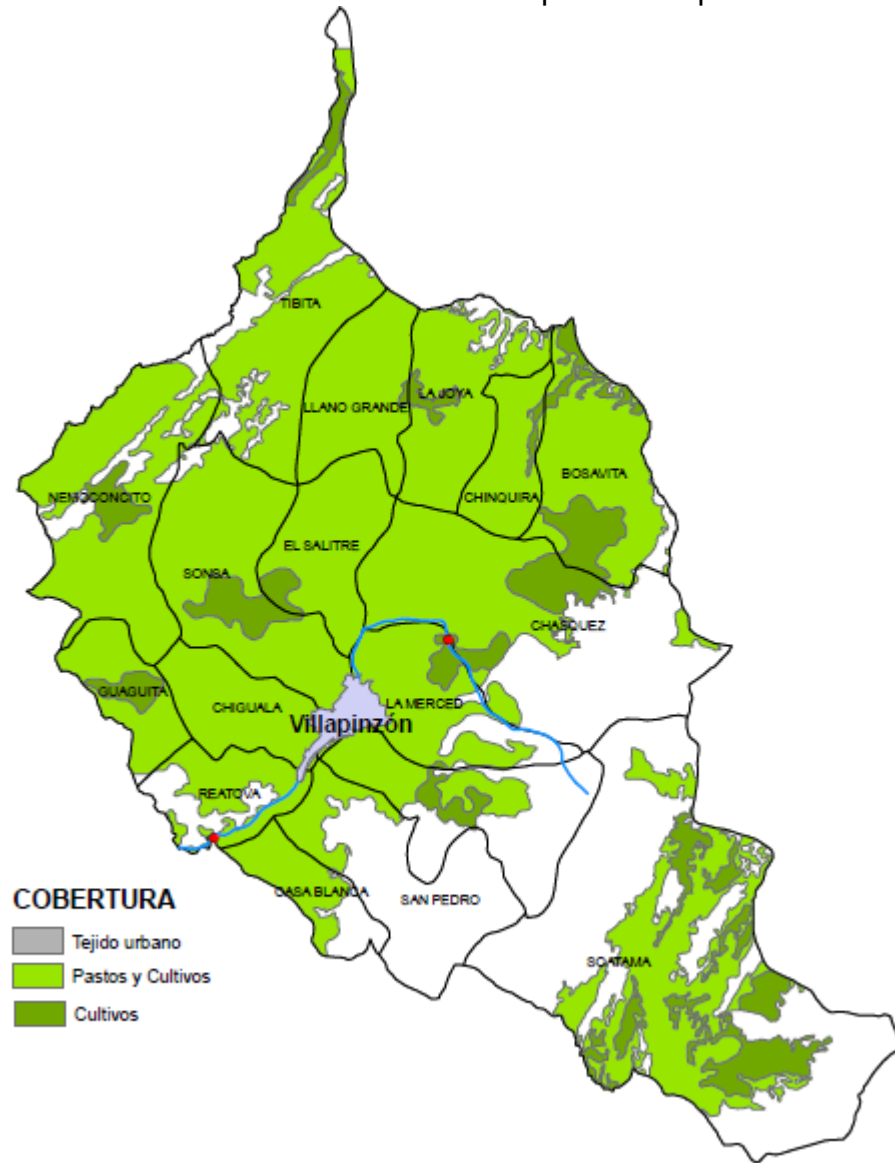 TIBITA
LLANO GRANDE
LA JOYA
BOSAVITA
NEMOCONCITO
CHINQUIRA
EL SALITRE
SONSA
CHASQUEZ
GUAGUITA
CHIGUALA
LA MERCED
Villapinzón
REATOVA
CASA BLANCA
SAN PEDRO
SOATAMA
COBERTURA
Tejido urbano
Pastos y Cultivos
Cultivos